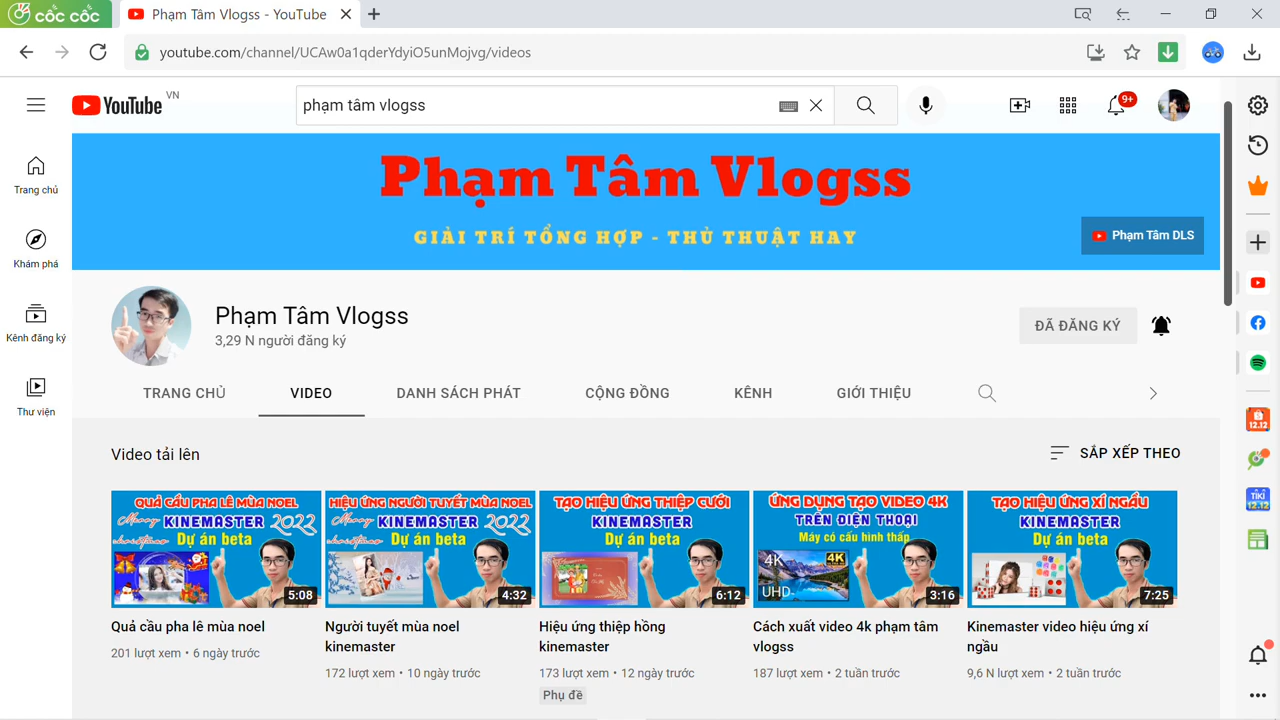 cốc cốc
Phạm Tâm Vlogss - YouTube
youtube.com/channel/UCAw0a1qderYdyiO5unMojvg/videos
YouTube VN
phạm tâm vlogss
9+
Trang chủ
Khám phá
Kênh đăng ký
Thư viện
Phạm Tâm Vlogss
GIẢI TRÍ TỔNG HỢP - THỦ THUẬT HAY
Phạm Tâm DLS
Phạm Tâm Vlogss
3,29 N người đăng ký
ĐÃ ĐĂNG KÝ
TRANG CHỦ VIDEO DANH SÁCH PHÁT CỘNG ĐỒNG KÊNH GIỚI THIỆU
Video tải lên
SẮP XẾP THEO
QUẢ CẦU PHA LÊ MÙA NOEL
Merry
KINEMASTER 2022
christmas
Dự án beta
5:08
Quả cầu pha lê mùa noel
201 lượt xem • 6 ngày trước
HIỆU ỨNG NGƯỜI TUYẾT MÙA NOEL
Merry
KINEMASTER 2022
christmas
Dự án beta
4:32
Người tuyết mùa noel
kinemaster
172 lượt xem • 10 ngày trước
TẠO HIỆU ỨNG THIỆP CƯỚI
KINEMASTER
Dự án beta
6:12
Hiệu ứng thiệp hồng
kinemaster
173 lượt xem • 12 ngày trước
Phụ đề
ỨNG DỤNG TẠO VIDEO 4K
TRÊN ĐIỆN THOẠI
Máy có cấu hình thấp
4K
4K
UHD
3:16
Cách xuất video 4k phạm tâm
vlogss
187 lượt xem • 2 tuần trước
TẠO HIỆU ỨNG XÍ NGẦU
KINEMASTER
Dự án beta
7:25
Kinemaster video hiệu ứng xí
ngầu
9,6 N lượt xem • 2 tuần trước
12.12
TIKI
12.12